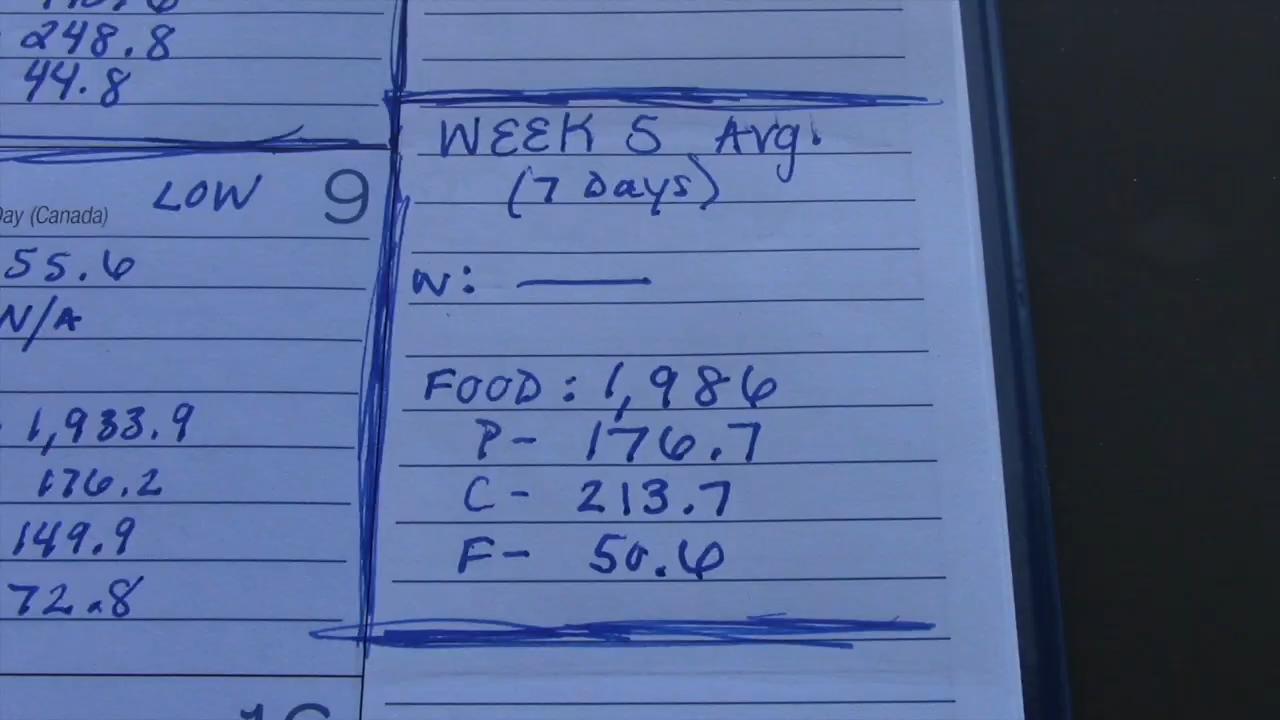 248.8
44.8
LOW 9
Day (Canada)
55.6
N/A
1,933.9
176.2
149.9
72.8
WEEK 5 Avg.
(7 Days)
W: ——
FOOD: 1,986
P- 176.7
C- 213.7
F- 50.6